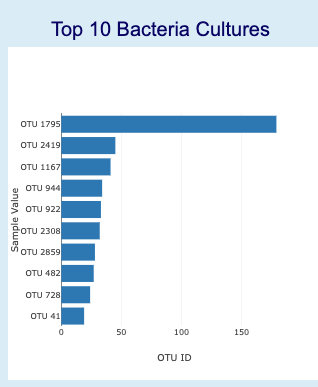 Top 10 Bacteria Cultures
OTU 1795
OTU 2419
OTU 1167
OTU 944
OTU 922
OTU 2308
OTU 2859
OTU 482
OTU 728
OTU 41
Sample Value
0 50 100 150
OTU ID